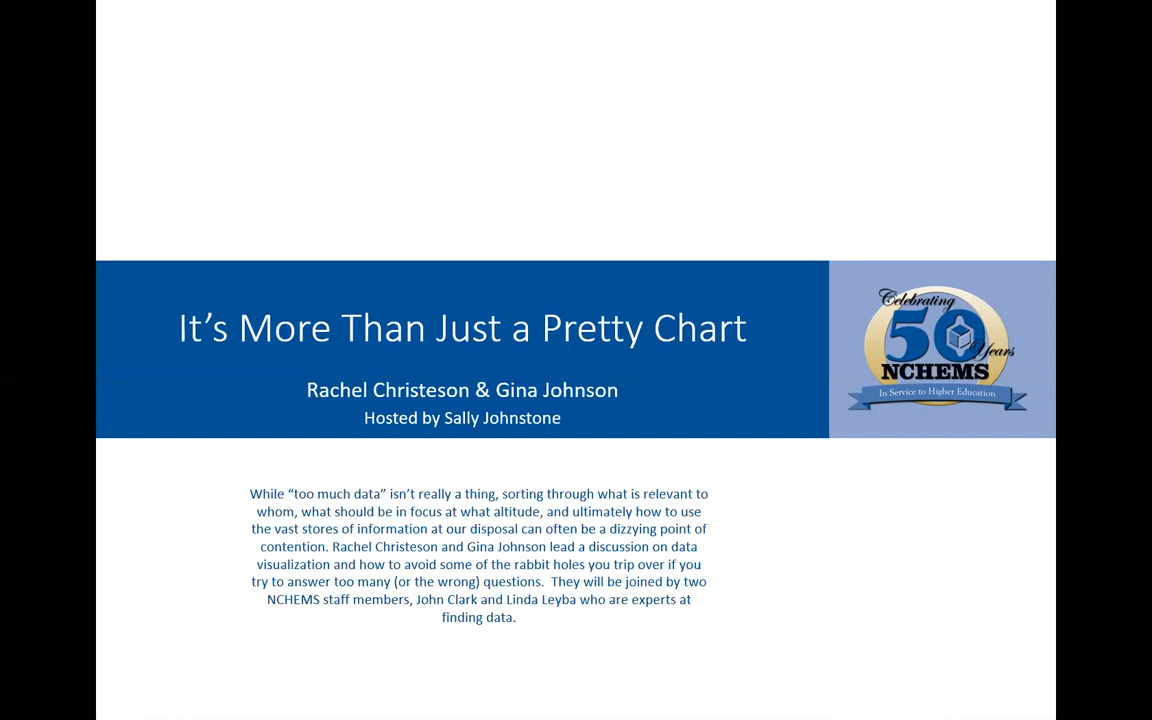 It’s More Than Just a Pretty Chart
Rachel Christeson & Gina Johnson
Hosted by Sally Johnstone
Celebrating
50
Years
NCHEMS
In Service to Higher Education
While “too much data” isn’t really a thing, sorting through what is relevant to
whom, what should be in focus at what altitude, and ultimately how to use
the vast stores of information at our disposal can often be a dizzying point of
contention. Rachel Christeson and Gina Johnson lead a discussion on data
visualization and how to avoid some of the rabbit holes you trip over if you
try to answer too many (or the wrong) questions.  They will be joined by two
NCHEMS staff members, John Clark and Linda Leyba who are experts at
finding data.